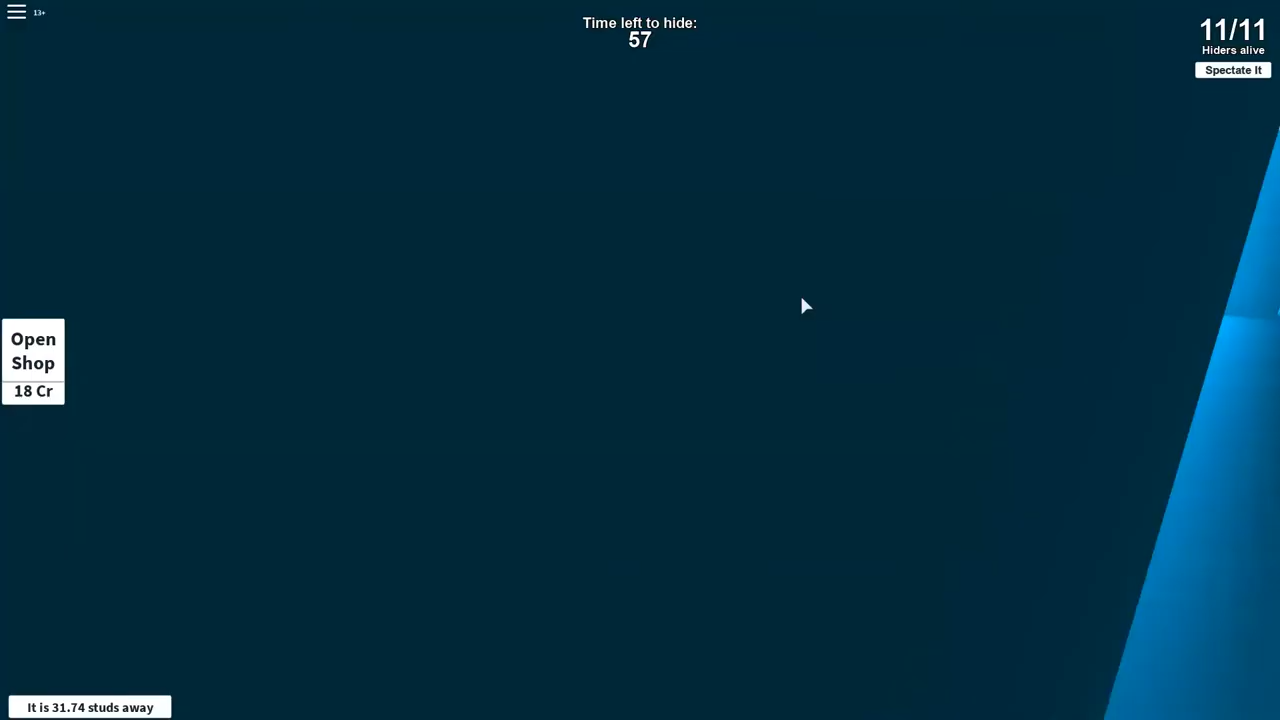 13+
Time left to hide:
57
11/11
Hiders alive
Spectate It
Open
Shop
18 Cr
It is 31.74 studs away